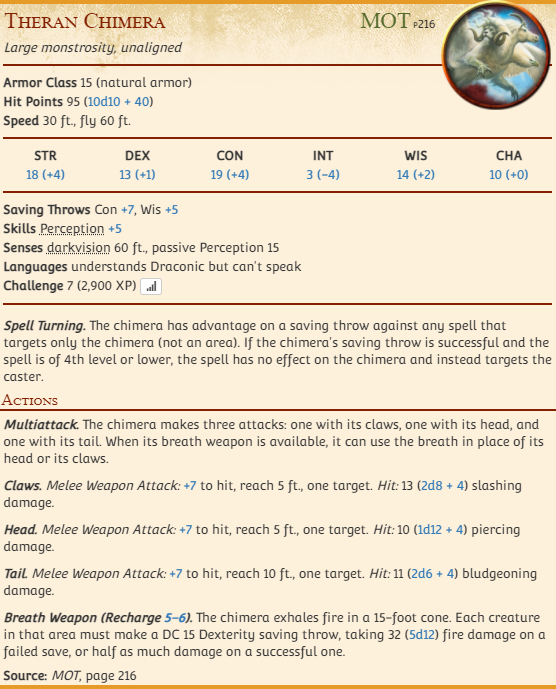 Theran Chimera MOT p216
Large monstrosity, unaligned
Armor Class 15 (natural armor)
Hit Points 95 (10d10 + 40)
Speed 30 ft., fly 60 ft.
STR DEX CON INT WIS CHA
18 (+4) 13 (+1) 19 (+4) 3 (−4) 14 (+2) 10 (+0)
Saving Throws Con +7, Wis +5
Skills Perception +5
Senses darkvision 60 ft., passive Perception 15
Languages understands Draconic but can't speak
Challenge 7 (2,900 XP)
Spell Turning. The chimera has advantage on a saving throw against any spell that
targets only the chimera (not an area). If the chimera's saving throw is successful and the
spell is of 4th level or lower, the spell has no effect on the chimera and instead targets the
caster.
Actions
Multiattack. The chimera makes three attacks: one with its claws, one with its head, and
one with its tail. When its breath weapon is available, it can use the breath in place of its
head or its claws.
Claws. Melee Weapon Attack: +7 to hit, reach 5 ft., one target. Hit: 13 (2d8 + 4) slashing
damage.
Head. Melee Weapon Attack: +7 to hit, reach 5 ft., one target. Hit: 10 (1d12 + 4) piercing
damage.
Tail. Melee Weapon Attack: +7 to hit, reach 10 ft., one target. Hit: 11 (2d6 + 4) bludgeoning
damage.
Breath Weapon (Recharge 5–6). The chimera exhales fire in a 15-foot cone. Each creature
in that area must make a DC 15 Dexterity saving throw, taking 32 (5d12) fire damage on a
failed save, or half as much damage on a successful one.
Source: MOT, page 216